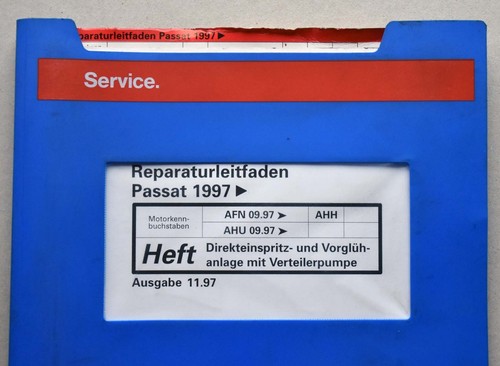 Reparaturleitfaden Passat 1997 ►
Service.
Reparaturleitfaden
Passat 1997 ►
Motorkenn-
buchstaben
AFN 09.97 ➤ AHH
AHU 09.97 ➤
Heft Direkteinspritz- und Vorglüh-
anlage mit Verteilerpumpe
Ausgabe 11.97